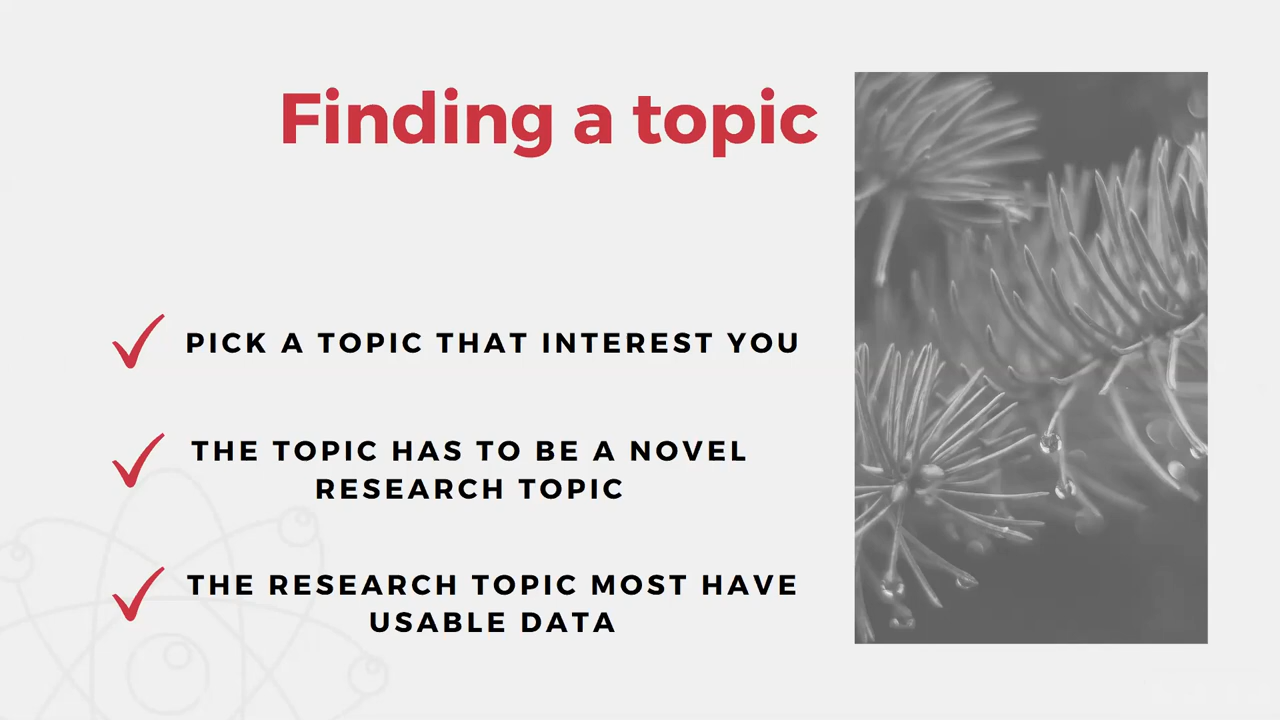 Finding a topic
PICK A TOPIC THAT INTEREST YOU
THE TOPIC HAS TO BE A NOVEL
RESEARCH TOPIC
THE RESEARCH TOPIC MOST HAVE
USABLE DATA